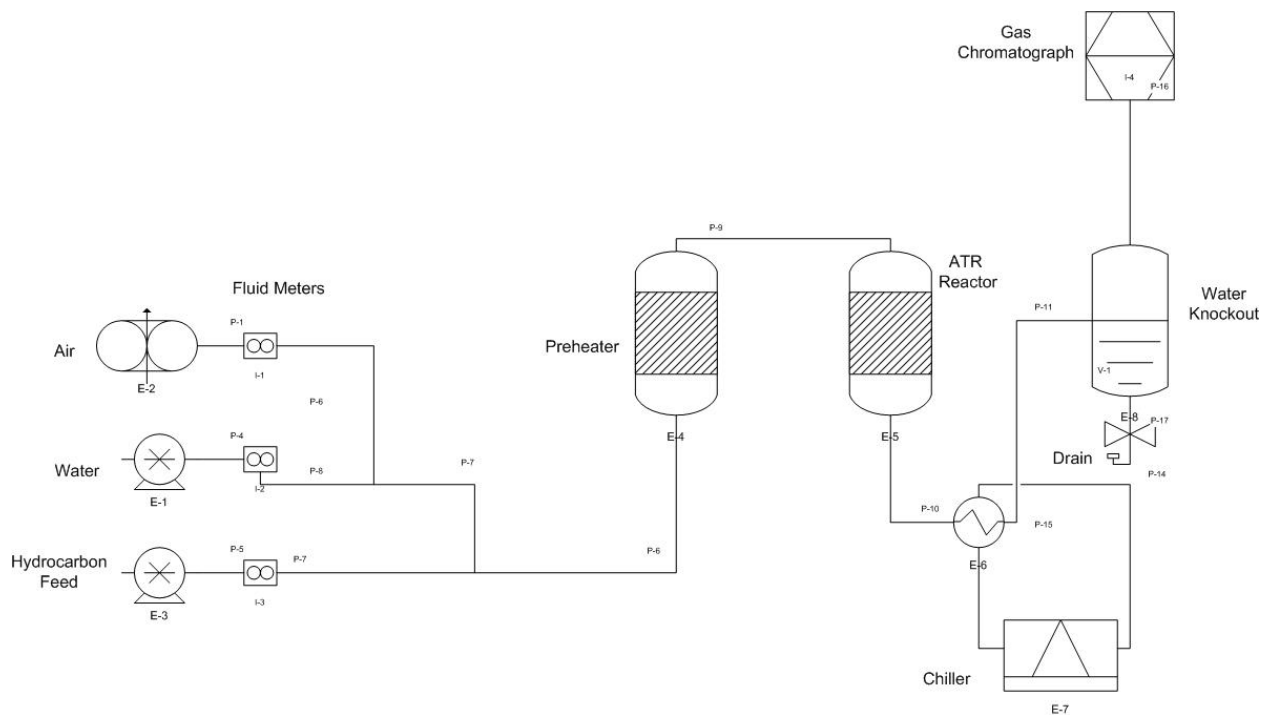 Gas
Chromatograph
I-4
P-16
P-9
ATR
Reactor
Fluid Meters
Water
Knockout
P-11
P-1
Air
Preheater
I-1
V-1
E-2
P-6
E-8
P-17
P-4
E-4
E-5
Drain
P-7
Water
P-8
P-14
I-2
E-1
P-10
P-15
P-5
P-7
P-6
Hydrocarbon
Feed
E-6
I-3
E-3
Chiller
E-7